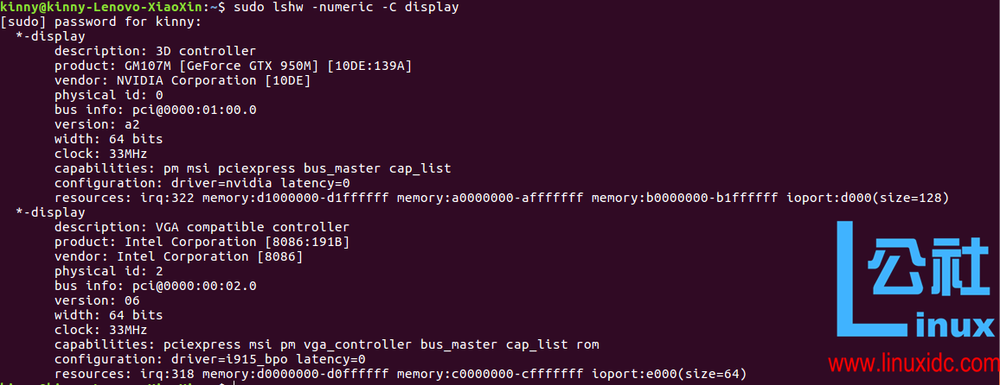 kinny@kinny-Lenovo-XiaoXin:~$ sudo lshw -numeric -C display
[sudo] password for kinny:
*-display
description: 3D controller
product: GM107M [GeForce GTX 950M] [10DE:139A]
vendor: NVIDIA Corporation [10DE]
physical id: 0
bus info: pci@0000:01:00.0
version: a2
width: 64 bits
clock: 33MHz
capabilities: pm msi pciexpress bus_master cap_list
configuration: driver=nvidia latency=0
resources: irq:322 memory:d1000000-d1ffffff memory:a0000000-afffffff memory:b0000000-b1ffffff ioport:d000(size=128)
*-display
description: VGA compatible controller
product: Intel Corporation [8086:191B]
vendor: Intel Corporation [8086]
physical id: 2
bus info: pci@0000:00:02.0
version: 06
width: 64 bits
clock: 33MHz
capabilities: pciexpress msi pm vga_controller bus_master cap_list rom
configuration: driver=i915_bpo latency=0
resources: irq:318 memory:d0000000-d0ffffff memory:c0000000-cfffffff ioport:e000(size=64)
公社
Linux
www.linuxidc.com